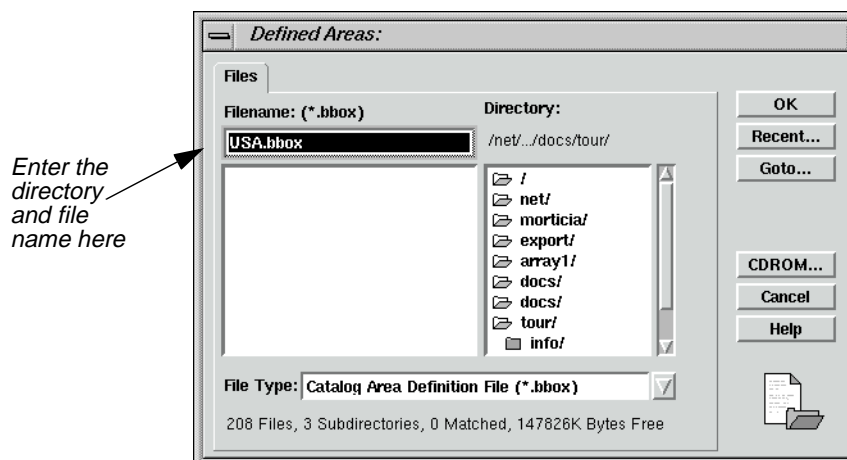 Defined Areas:
Files
Filename: (*.bbox)
Directory:
USA.bbox
/net/.../docs/tour/
Enter the
directory
and file
name here
/
net/
morticia/
export/
array1/
docs/
docs/
tour/
info/
OK
Recent...
Goto...
CDROM...
Cancel
Help
File Type: Catalog Area Definition File (*.bbox)
208 Files, 3 Subdirectories, 0 Matched, 147826K Bytes Free